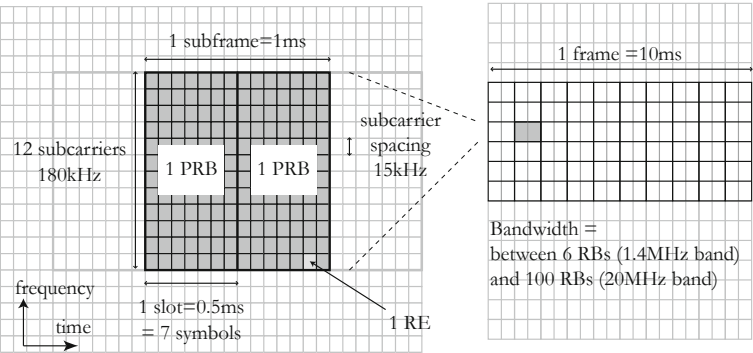 1 subframe=1ms
12 subcarriers
180kHz
1 PRB
1 PRB
subcarrier
spacing
15kHz
frequency
time
1 slot=0.5ms
= 7 symbols
1 RE
1 frame =10ms
Bandwidth =
between 6 RBs (1.4MHz band)
and 100 RBs (20MHz band)